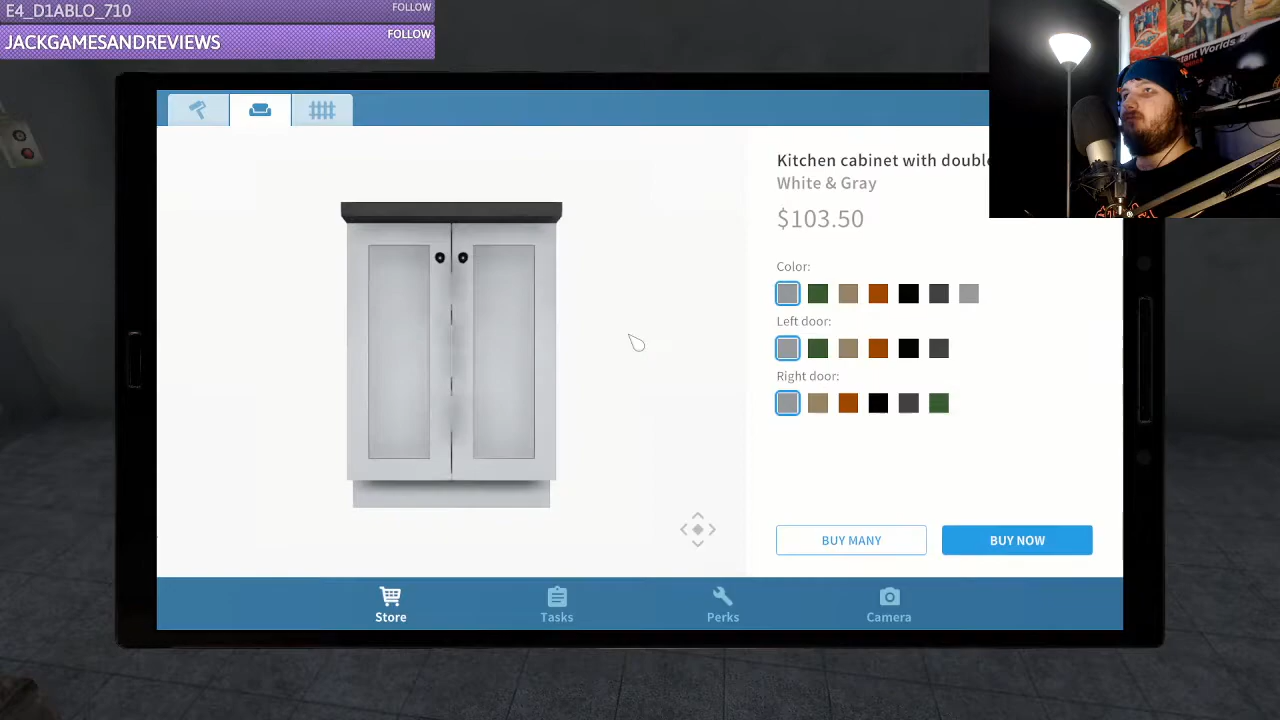 E4_D1ABLO_710 FOLLOW
JACKGAMESANDREVIEWS FOLLOW
Kitchen cabinet with
White & Gray
$103.50
Color:
Left door:
Right door:
BUY MANY
BUY NOW
Store
Tasks
Perks
Camera